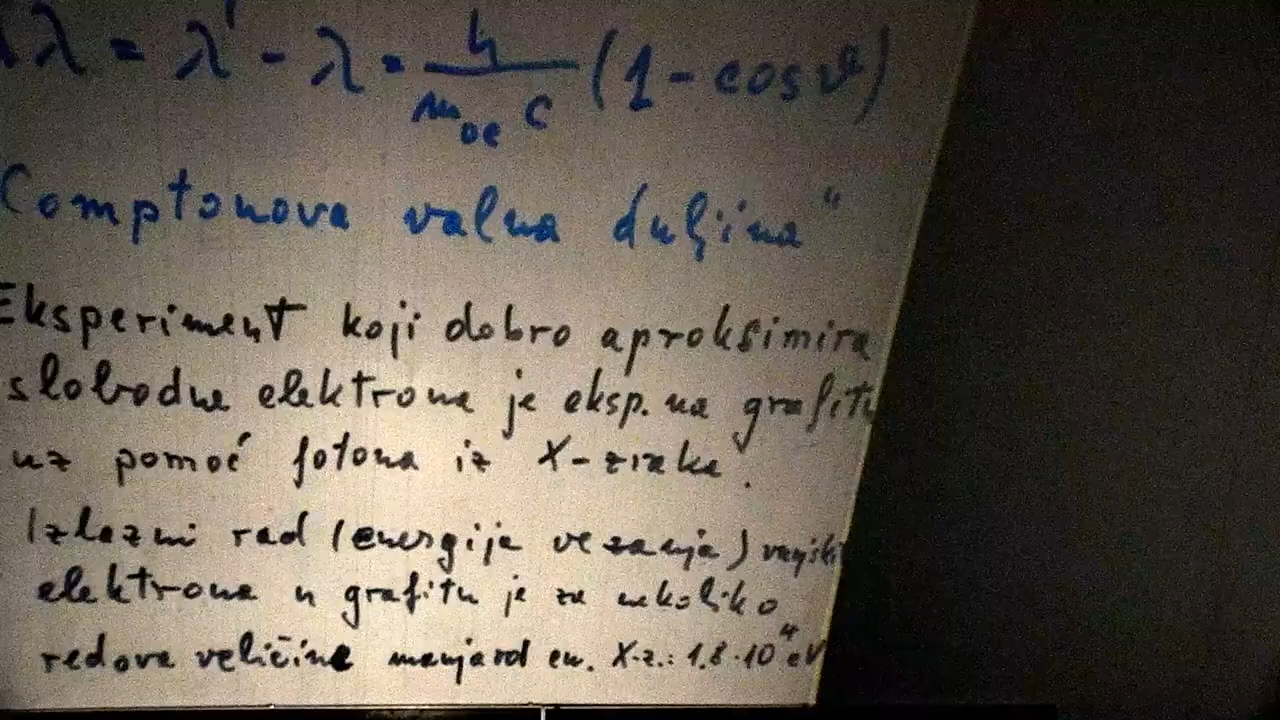 Δλ = λ' - λ = h / m₀e c (1 - cos ϑ)
Comptonova valna duljina"
Eksperiment koji dobro aproksimira
slobodne elektrone je eksp. na grafitu
uz pomoć fotona iz X-zraka.
Izlazni rad (energija vezanja) vanjskih
elektrona u grafitu je za nekoliko
redova veličine manja od en. X-z.: 1.8·10⁴ eV